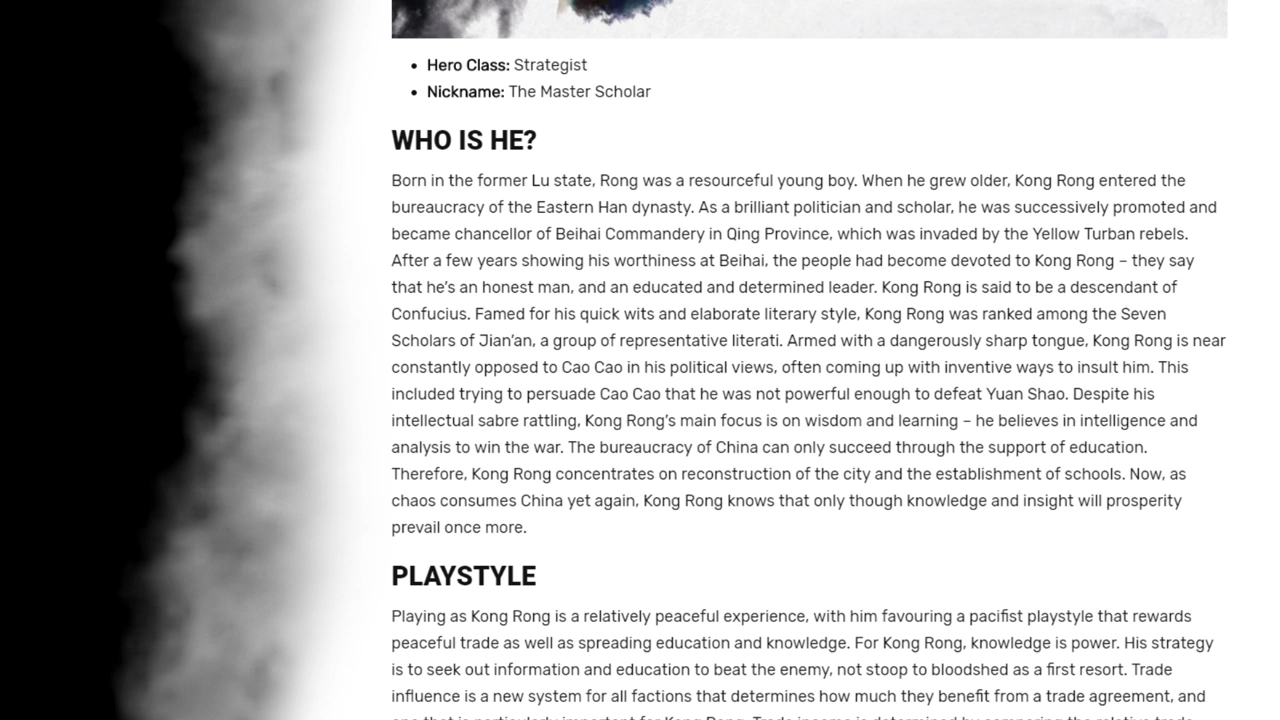 Hero Class: Strategist
Nickname: The Master Scholar
WHO IS HE?
Born in the former Lu state, Rong was a resourceful young boy. When he grew older, Kong Rong entered the
bureaucracy of the Eastern Han dynasty. As a brilliant politician and scholar, he was successively promoted and
became chancellor of Beihai Commandery in Qing Province, which was invaded by the Yellow Turban rebels.
After a few years showing his worthiness at Beihai, the people had become devoted to Kong Rong – they say
that he’s an honest man, and an educated and determined leader. Kong Rong is said to be a descendant of
Confucius. Famed for his quick wits and elaborate literary style, Kong Rong was ranked among the Seven
Scholars of Jian’an, a group of representative literati. Armed with a dangerously sharp tongue, Kong Rong is near
constantly opposed to Cao Cao in his political views, often coming up with inventive ways to insult him. This
included trying to persuade Cao Cao that he was not powerful enough to defeat Yuan Shao. Despite his
intellectual sabre rattling, Kong Rong’s main focus is on wisdom and learning – he believes in intelligence and
analysis to win the war. The bureaucracy of China can only succeed through the support of education.
Therefore, Kong Rong concentrates on reconstruction of the city and the establishment of schools. Now, as
chaos consumes China yet again, Kong Rong knows that only though knowledge and insight will prosperity
prevail once more.
PLAYSTYLE
Playing as Kong Rong is a relatively peaceful experience, with him favouring a pacifist playstyle that rewards
peaceful trade as well as spreading education and knowledge. For Kong Rong, knowledge is power. His strategy
is to seek out information and education to beat the enemy, not stoop to bloodshed as a first resort. Trade
influence is a new system for all factions that determines how much they benefit from a trade agreement, and